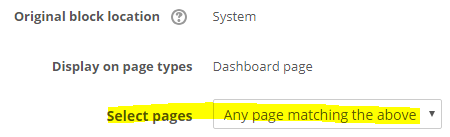 Original block location ? System
Display on page types Dashboard page
Select pages Any page matching the above